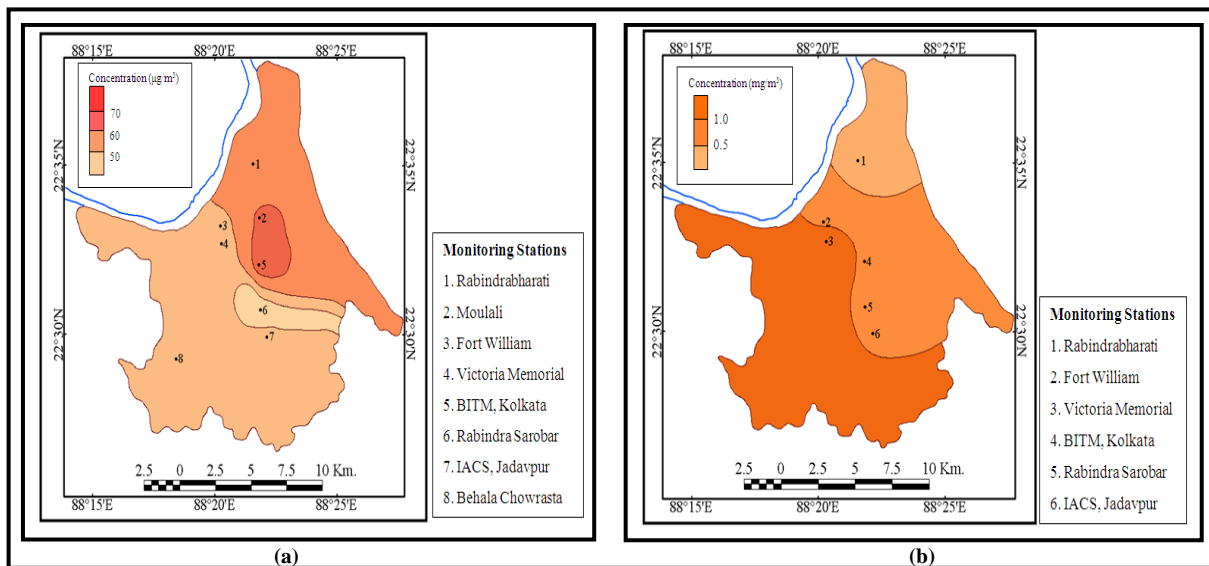 88°15'E 88°20'E 88°25'E
Concentration (µg/m³)
70
60
50
22°35'N 22°35'N
1
2
3
4
5
6
7
8
22°30'N 22°30'N
2.5 0 2.5 5 7.5 10 Km.
88°15'E 88°20'E 88°25'E
Monitoring Stations
1. Rabindrabharati
2. Moulali
3. Fort William
4. Victoria Memorial
5. BITM, Kolkata
6. Rabindra Sarobar
7. IACS, Jadavpur
8. Behala Chowrasta
(a)
88°15'E 88°20'E 88°25'E
Concentration (mg/m³)
1.0
0.5
22°35'N 22°35'N
1
2
3
4
5
6
22°30'N 22°30'N
2.5 0 2.5 5 7.5 10 Km.
88°15'E 88°20'E 88°25'E
Monitoring Stations
1. Rabindrabharati
2. Fort William
3. Victoria Memorial
4. BITM, Kolkata
5. Rabindra Sarobar
6. IACS, Jadavpur
(b)